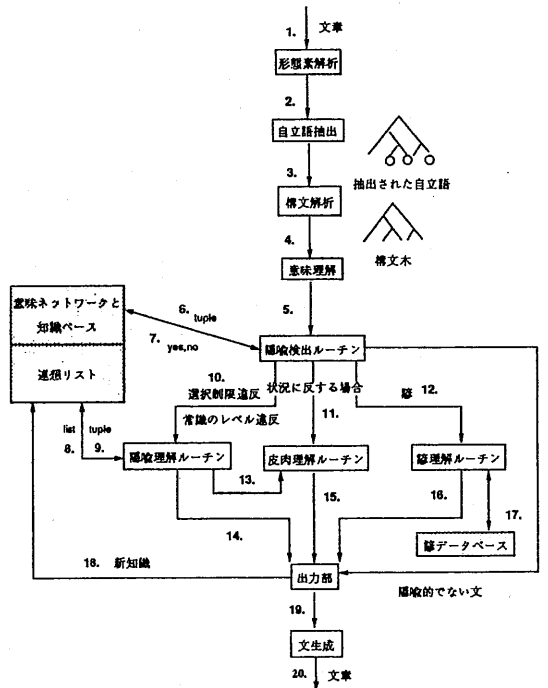 1. 文章
形態素解析
2.
自立語抽出
3.
抽出された自立語
構文解析
4.
構文木
意味理解
5.
意味ネットワークと
知識ベース
連想リスト
6. tuple
7. yes,no
隠喩検出ルーチン
10.
選択制限違反
常識のレベル違反
状況に反する場合
11.
諺 12.
list tuple
8. 9.
隠喩理解ルーチン
皮肉理解ルーチン
諺理解ルーチン
13.
14.
15.
16.
17.
諺データベース
18. 新知識
出力部
隠喩的でない文
19.
文生成
20. 文章